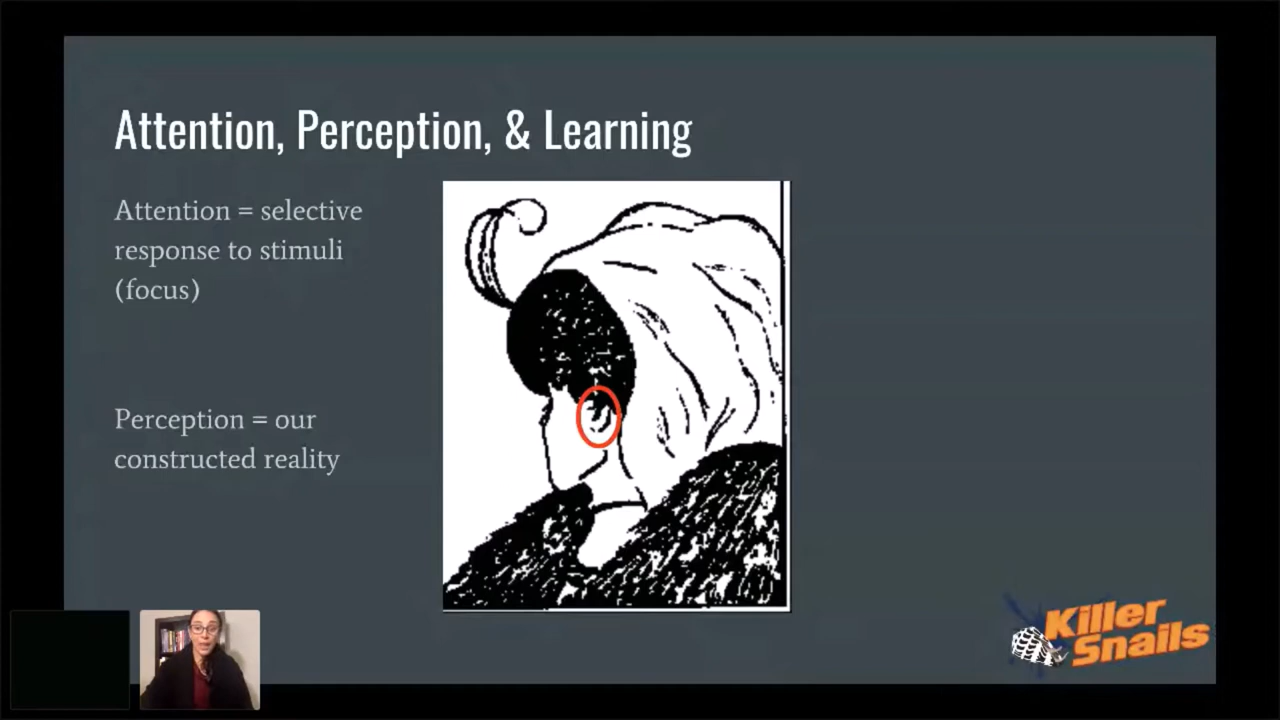 Attention, Perception, & Learning
Attention = selective
response to stimuli
(focus)
Perception = our
constructed reality
Killer
Snails